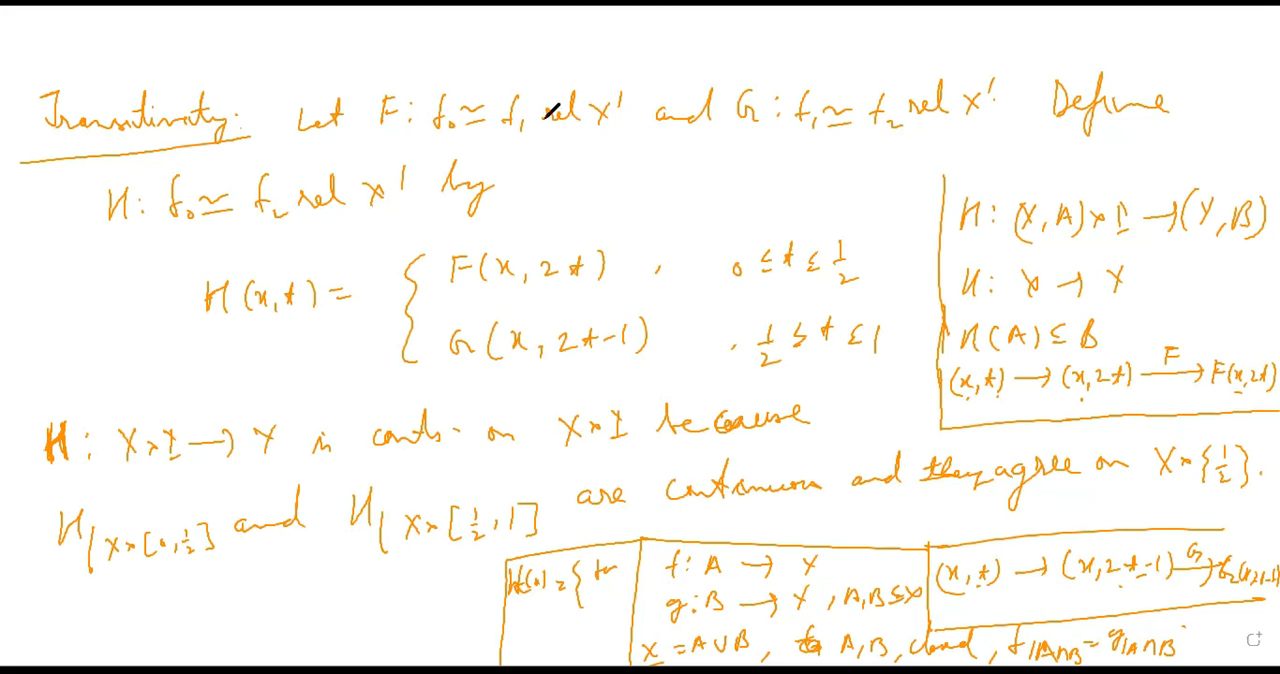 Transitivity: Let F: f₀ ≃ f₁ rel X' and G: f₁ ≃ f₂ rel X'. Define
H: f₀ ≃ f₂ rel X' by
H(x,t) = { F(x, 2t) , 0 ≤ t ≤ 1/2
G(x, 2t-1) , 1/2 ≤ t ≤ 1
H: (X, A) × I → (Y, B)
H: X → Y
H(A) ⊆ B
(x,t) → (x,2t) →F F(x,2t)
H: X×I → Y is conts. on X×I because
H|X×[0,1/2] and H|X×[1/2,1] are continuous and they agree on X×{1/2}.
f: A → Y
g: B → Y , A,B ⊆ X
X = A∪B, A,B, closed, f|A∩B = g|A∩B
(x,t) → (x,2t-1) →G G(x,2t-1)